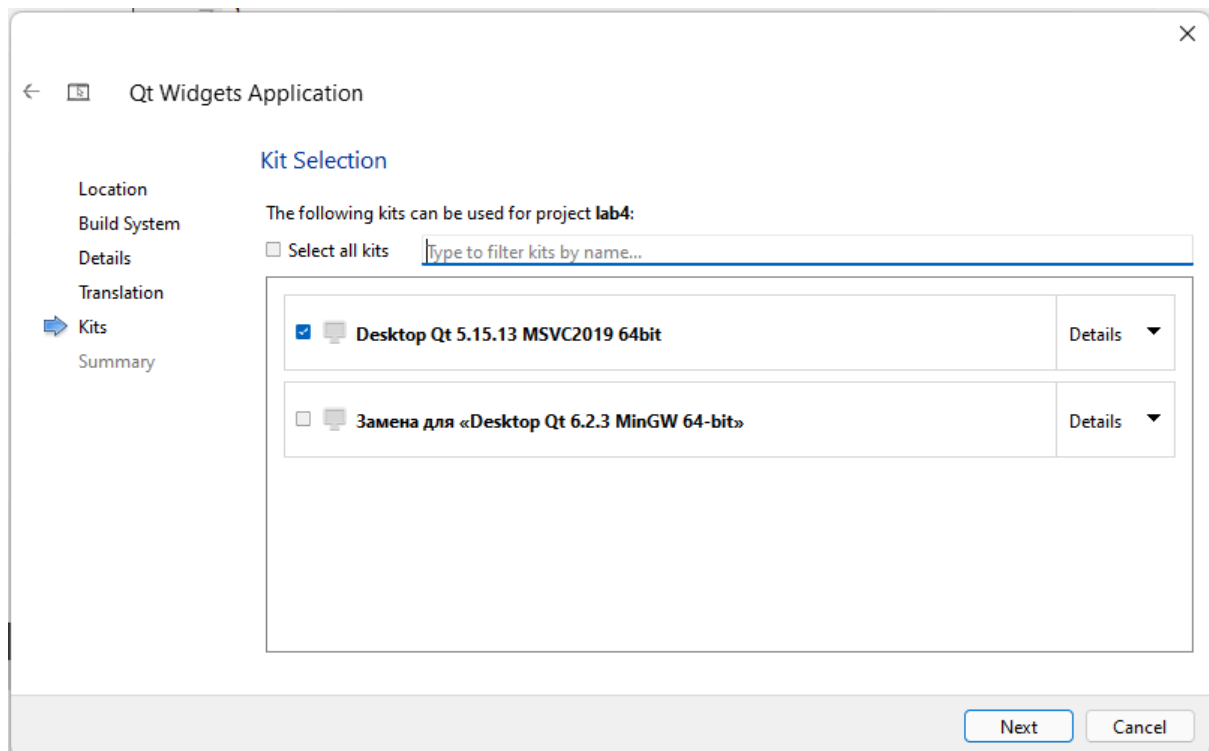 Qt Widgets Application
Location
Build System
Details
Translation
Kits
Summary
Kit Selection
The following kits can be used for project lab4:
Select all kits
Type to filter kits by name...
Desktop Qt 5.15.13 MSVC2019 64bit
Details
Замена для «Desktop Qt 6.2.3 MinGW 64-bit»
Details
Next
Cancel